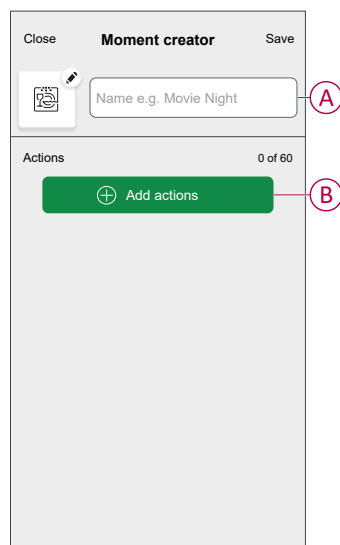 Close Moment creator Save
Name e.g. Movie Night
A
Actions 0 of 60
Add actions
B